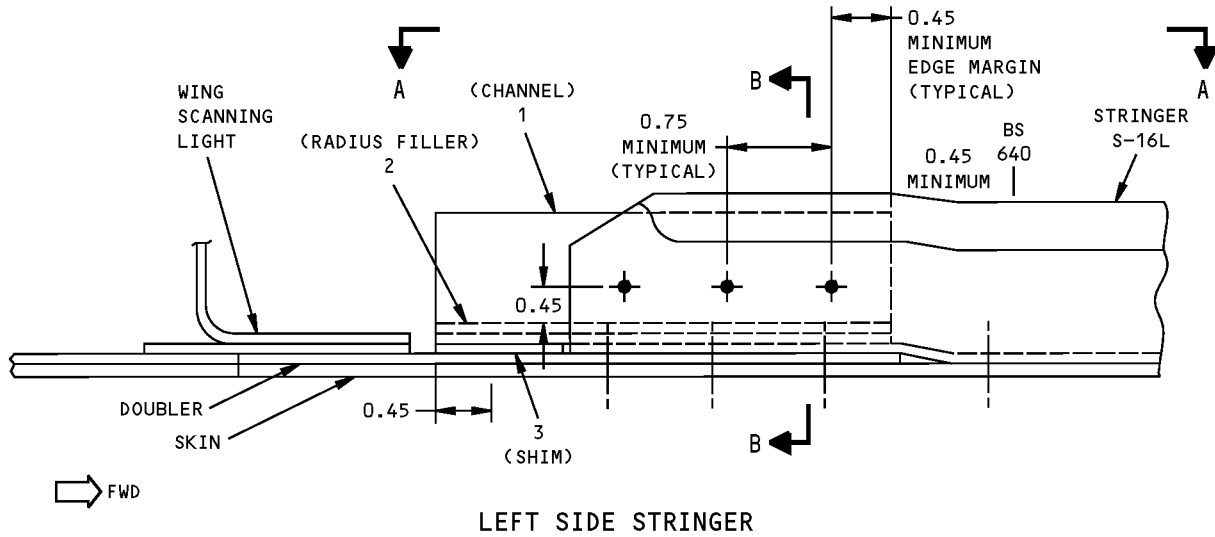 A
A
WING
SCANNING
LIGHT
(CHANNEL)
1
(RADIUS FILLER)
2
B
0.75
MINIMUM
(TYPICAL)
0.45
MINIMUM
EDGE MARGIN
(TYPICAL)
0.45
MINIMUM
BS
640
STRINGER
S-16L
0.45
DOUBLER
SKIN
0.45
3
(SHIM)
B
FWD
LEFT SIDE STRINGER